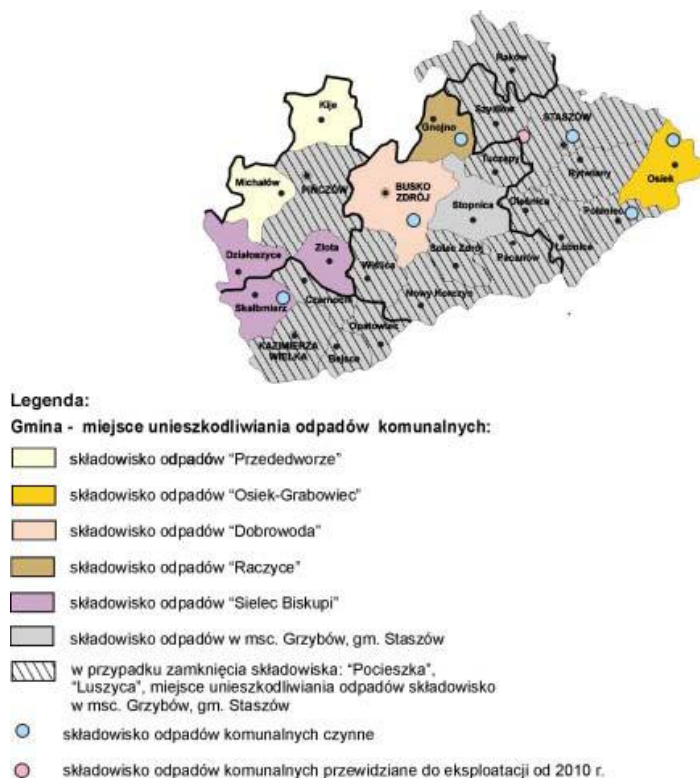 Raków
Kije
Szydłów
Gnojno
STASZÓW
Tuczępy
Rytwiany
Michałów
PIŃCZÓW
BUSKO
ZDRÓJ
Osiek
Stopnica
Oleśnica
Połaniec
Działoszyce
Złota
Solec Zdrój
Łubnice
Wiślica
Pacanów
Skalbmierz
Czarnocin
Nowy Korczyn
Opatowiec
KAZIMIERZA
WIELKA
Bejsce
Legenda:
Gmina - miejsce unieszkodliwiania odpadów komunalnych:
składowisko odpadów "Przededworze"
składowisko odpadów "Osiek-Grabowiec"
składowisko odpadów "Dobrowoda"
składowisko odpadów "Raczyce"
składowisko odpadów "Sielec Biskupi"
składowisko odpadów w msc. Grzybów, gm. Staszów
w przypadku zamknięcia składowiska: "Pocieszka",
"Luszyca", miejsce unieszkodliwiania odpadów składowisko
w msc. Grzybów, gm. Staszów
składowisko odpadów komunalnych czynne
składowisko odpadów komunalnych przewidziane do eksploatacji od 2010 r.